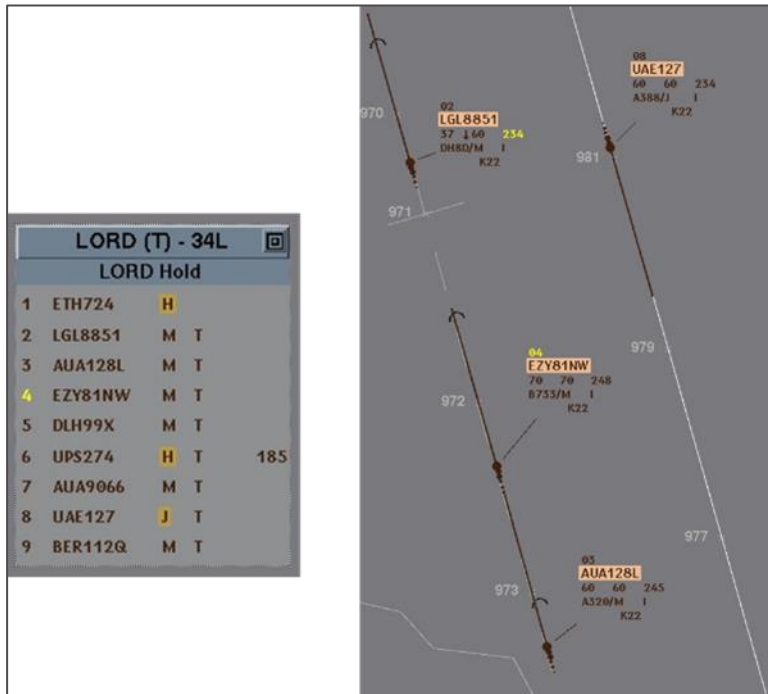 LORD (T) - 34L
LORD Hold
1 ETH724 H
2 LGL8851 M T
3 AUA128L M T
4 EZY81NW M T
5 DLH99X M T
6 UPS274 H T 185
7 AUA9066 M T
8 UAE127 J T
9 BER112Q M T
08
UAE127
60 60 234
A388/J I
K22
970
02
LGL8851
37 ↓60 234
DH8D/M I
K22
981
971
979
04
EZY81NW
70 70 248
B733/M I
K22
972
977
03
AUA128L
60 60 245
A320/M I
K22
973